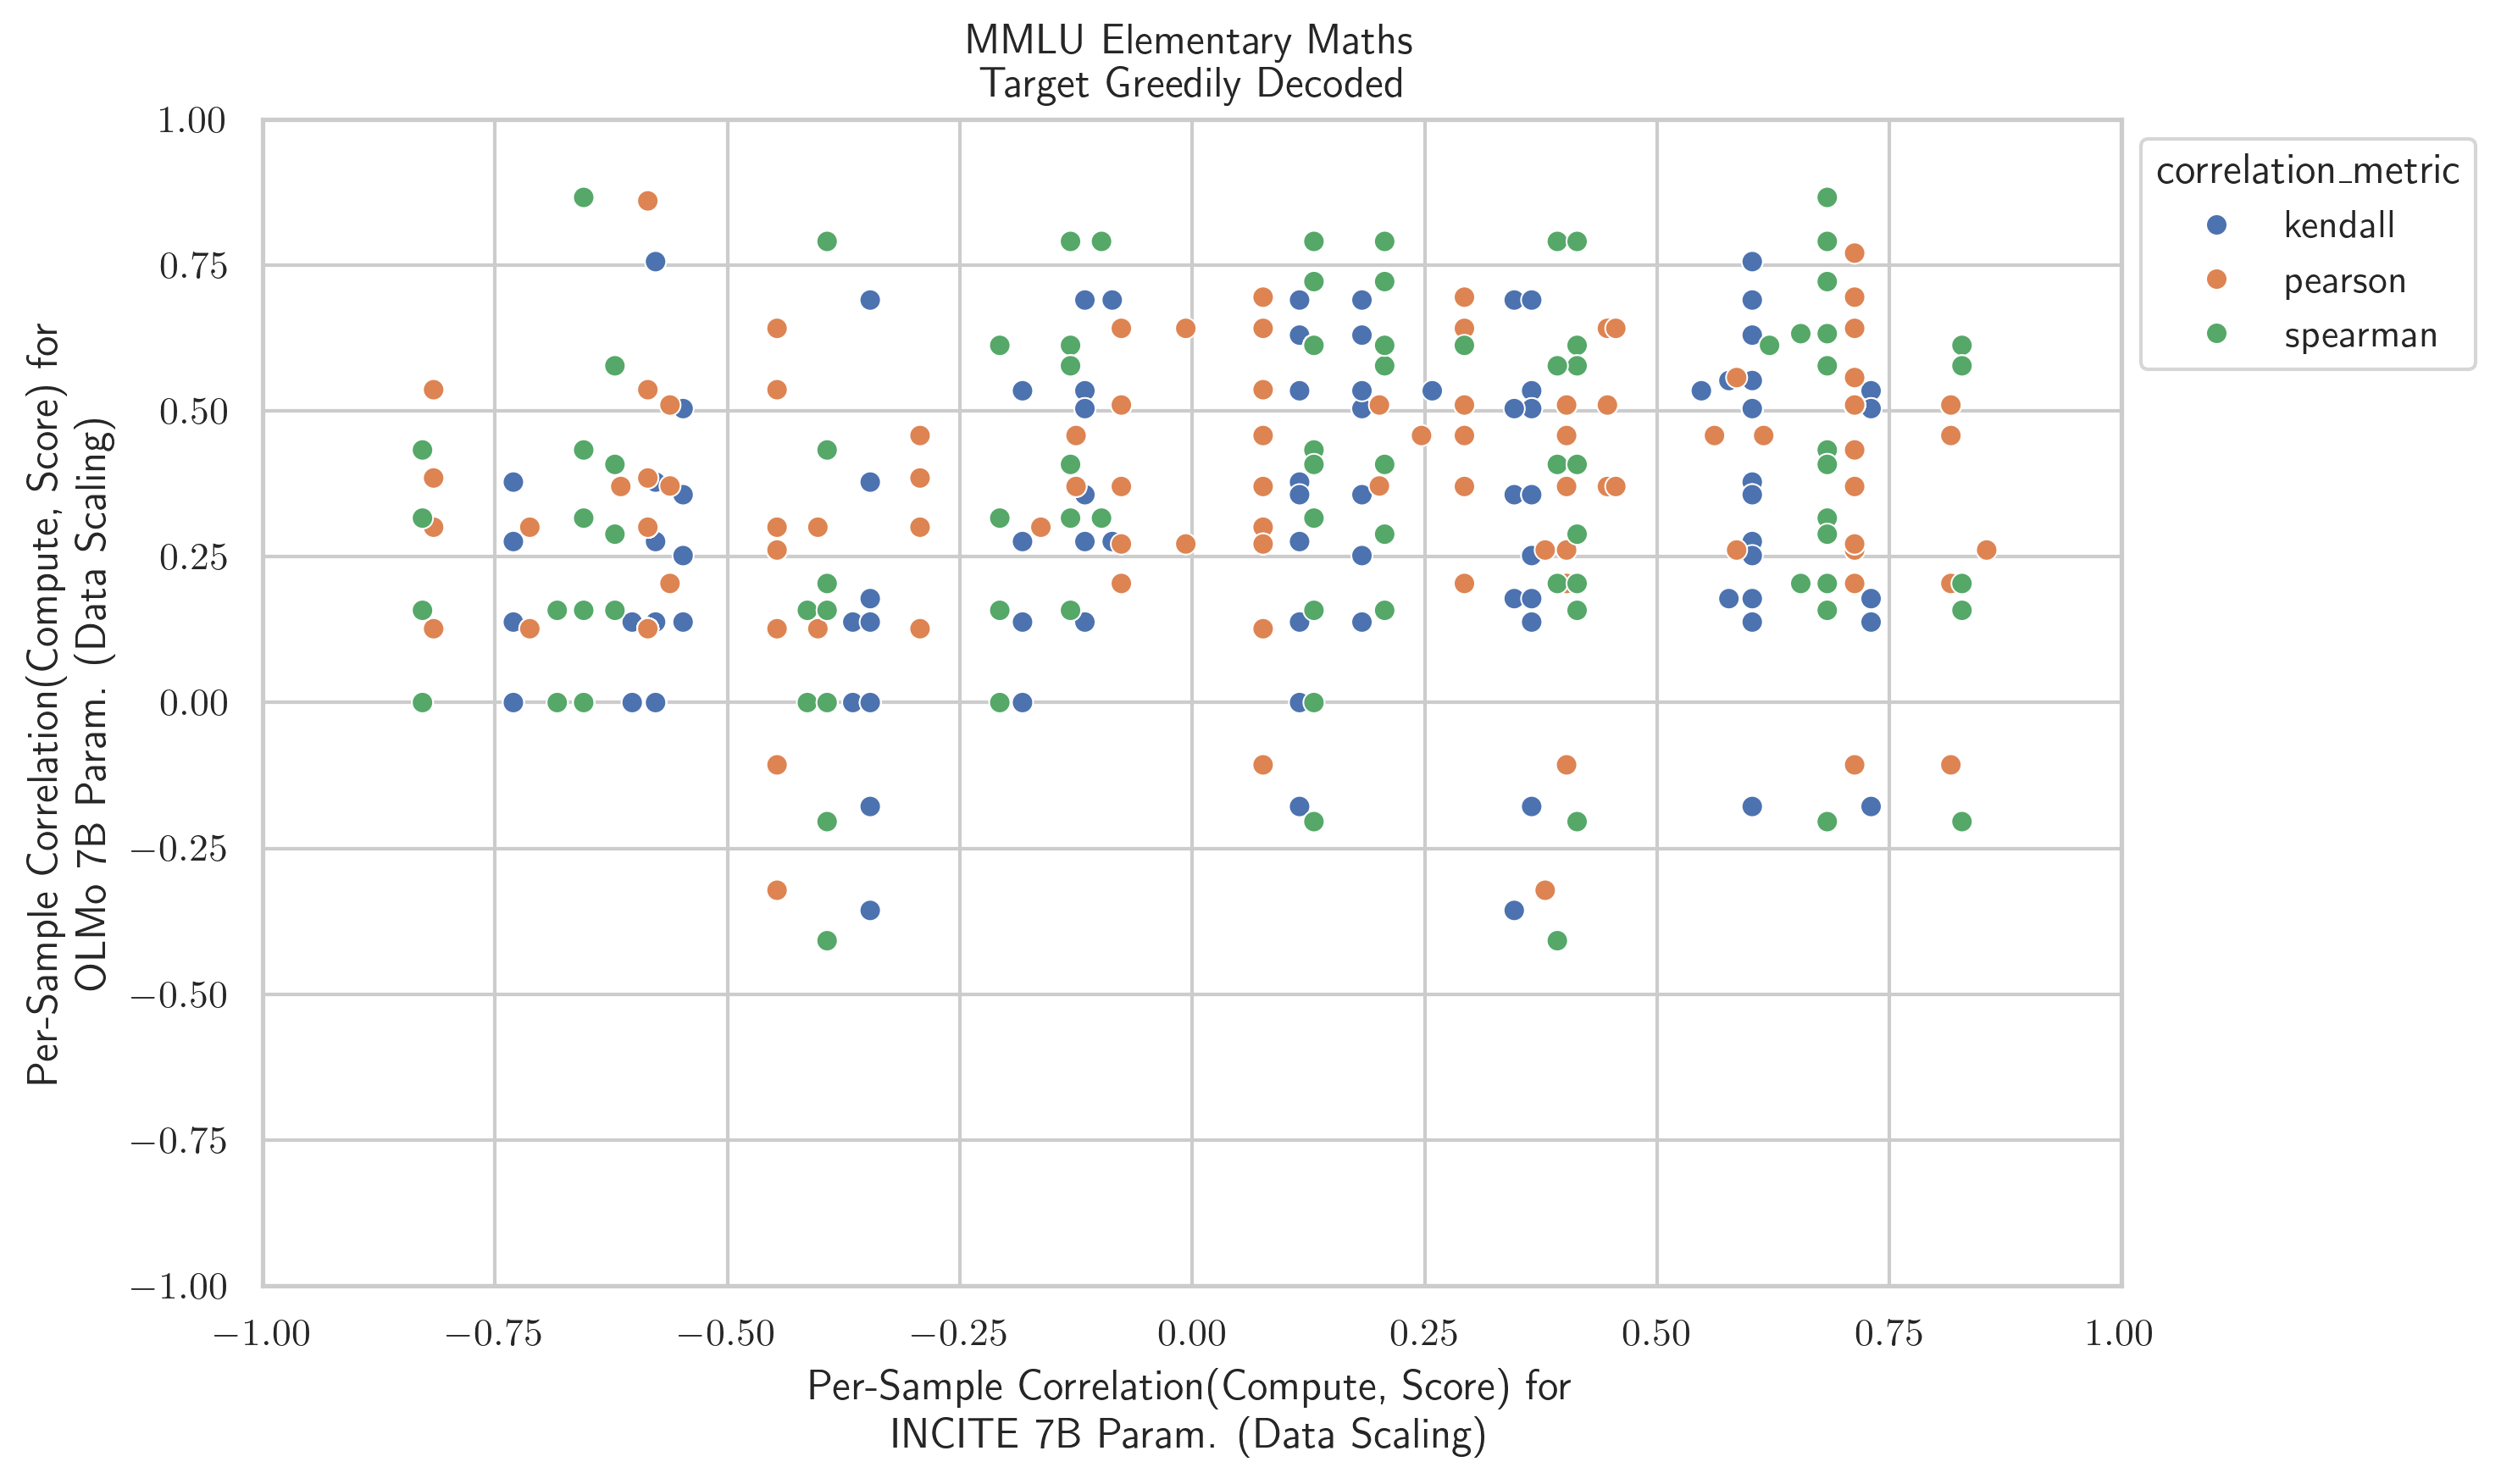 MMLU Elementary Maths
Target Greedily Decoded
Per-Sample Correlation(Compute, Score) for
OLMo 7B Param. (Data Scaling)
1.00
0.75
0.50
0.25
0.00
−0.25
−0.50
−0.75
−1.00
correlation_metric
kendall
pearson
spearman
−1.00
−0.75
−0.50
−0.25
0.00
0.25
0.50
0.75
1.00
Per-Sample Correlation(Compute, Score) for
INCITE 7B Param. (Data Scaling)